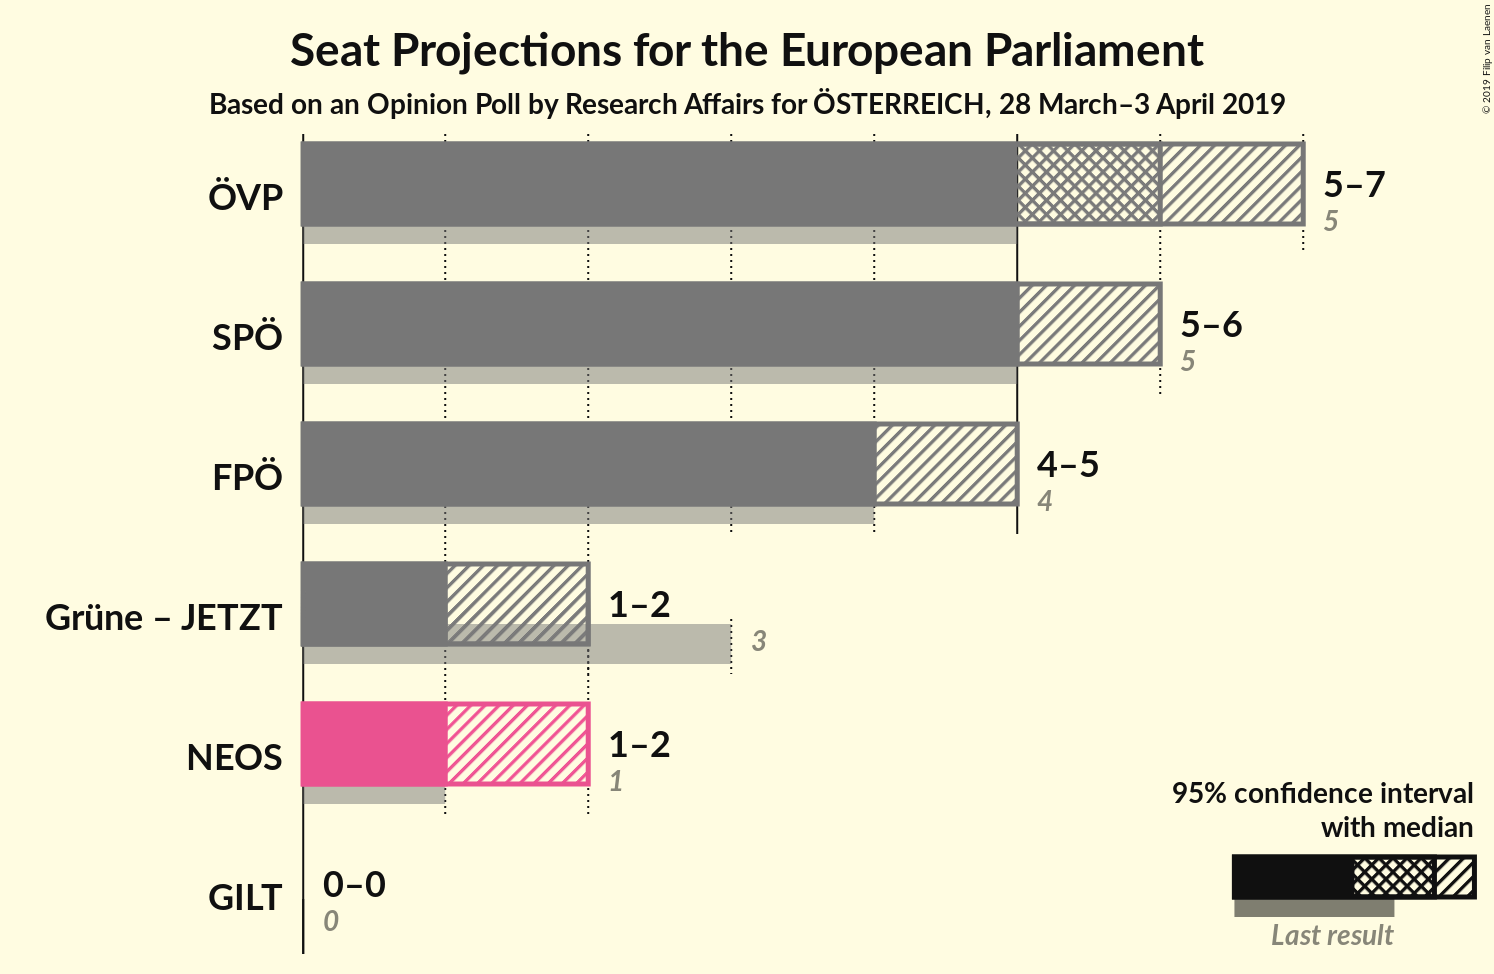 Seat Projections for the European Parliament
Based on an Opinion Poll by Research Affairs for ÖSTERREICH, 28 March–3 April 2019
© 2019 Filip van Laenen
ÖVP
5–7
5
SPÖ
5–6
5
FPÖ
4–5
4
Grüne – JETZT
1–2
3
NEOS
1–2
1
GILT
0–0
0
95% confidence interval
with median
Last result